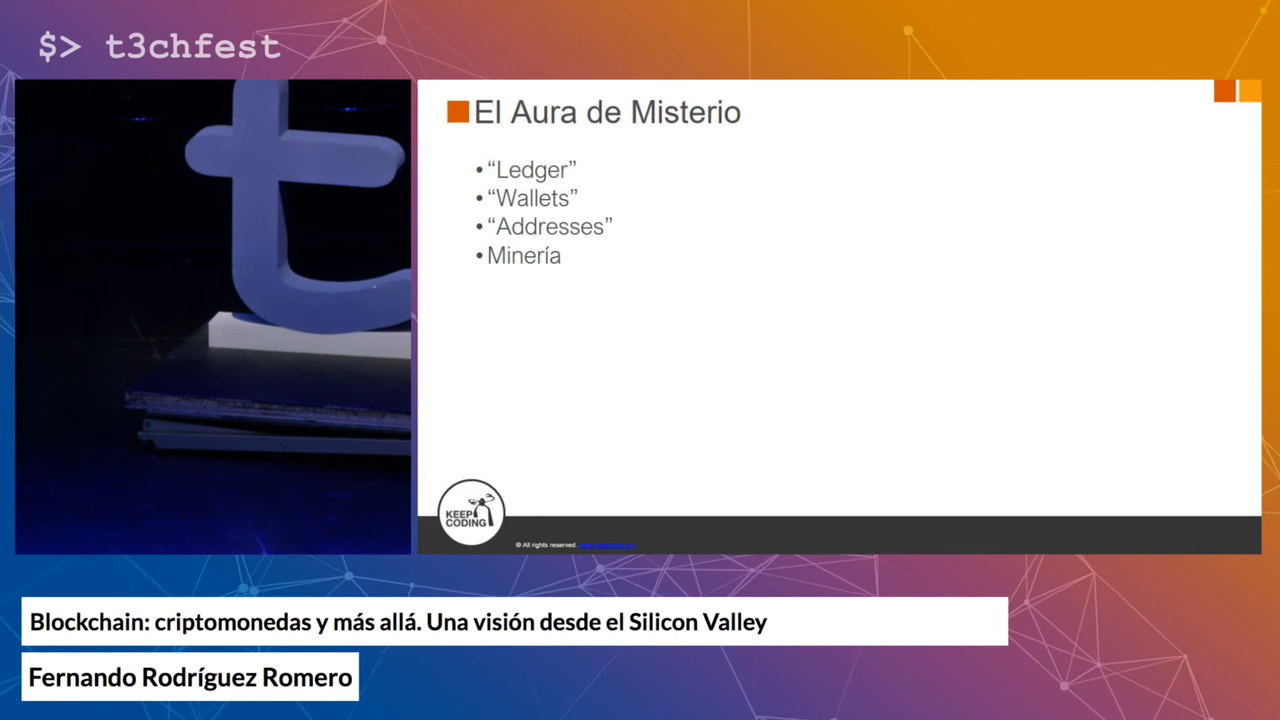 $> t3chfest
El Aura de Misterio
• “Ledger”
• “Wallets”
• “Addresses”
• Minería
KEEP
CODING
© All rights reserved.
Blockchain: criptomonedas y más allá. Una visión desde el Silicon Valley
Fernando Rodríguez Romero